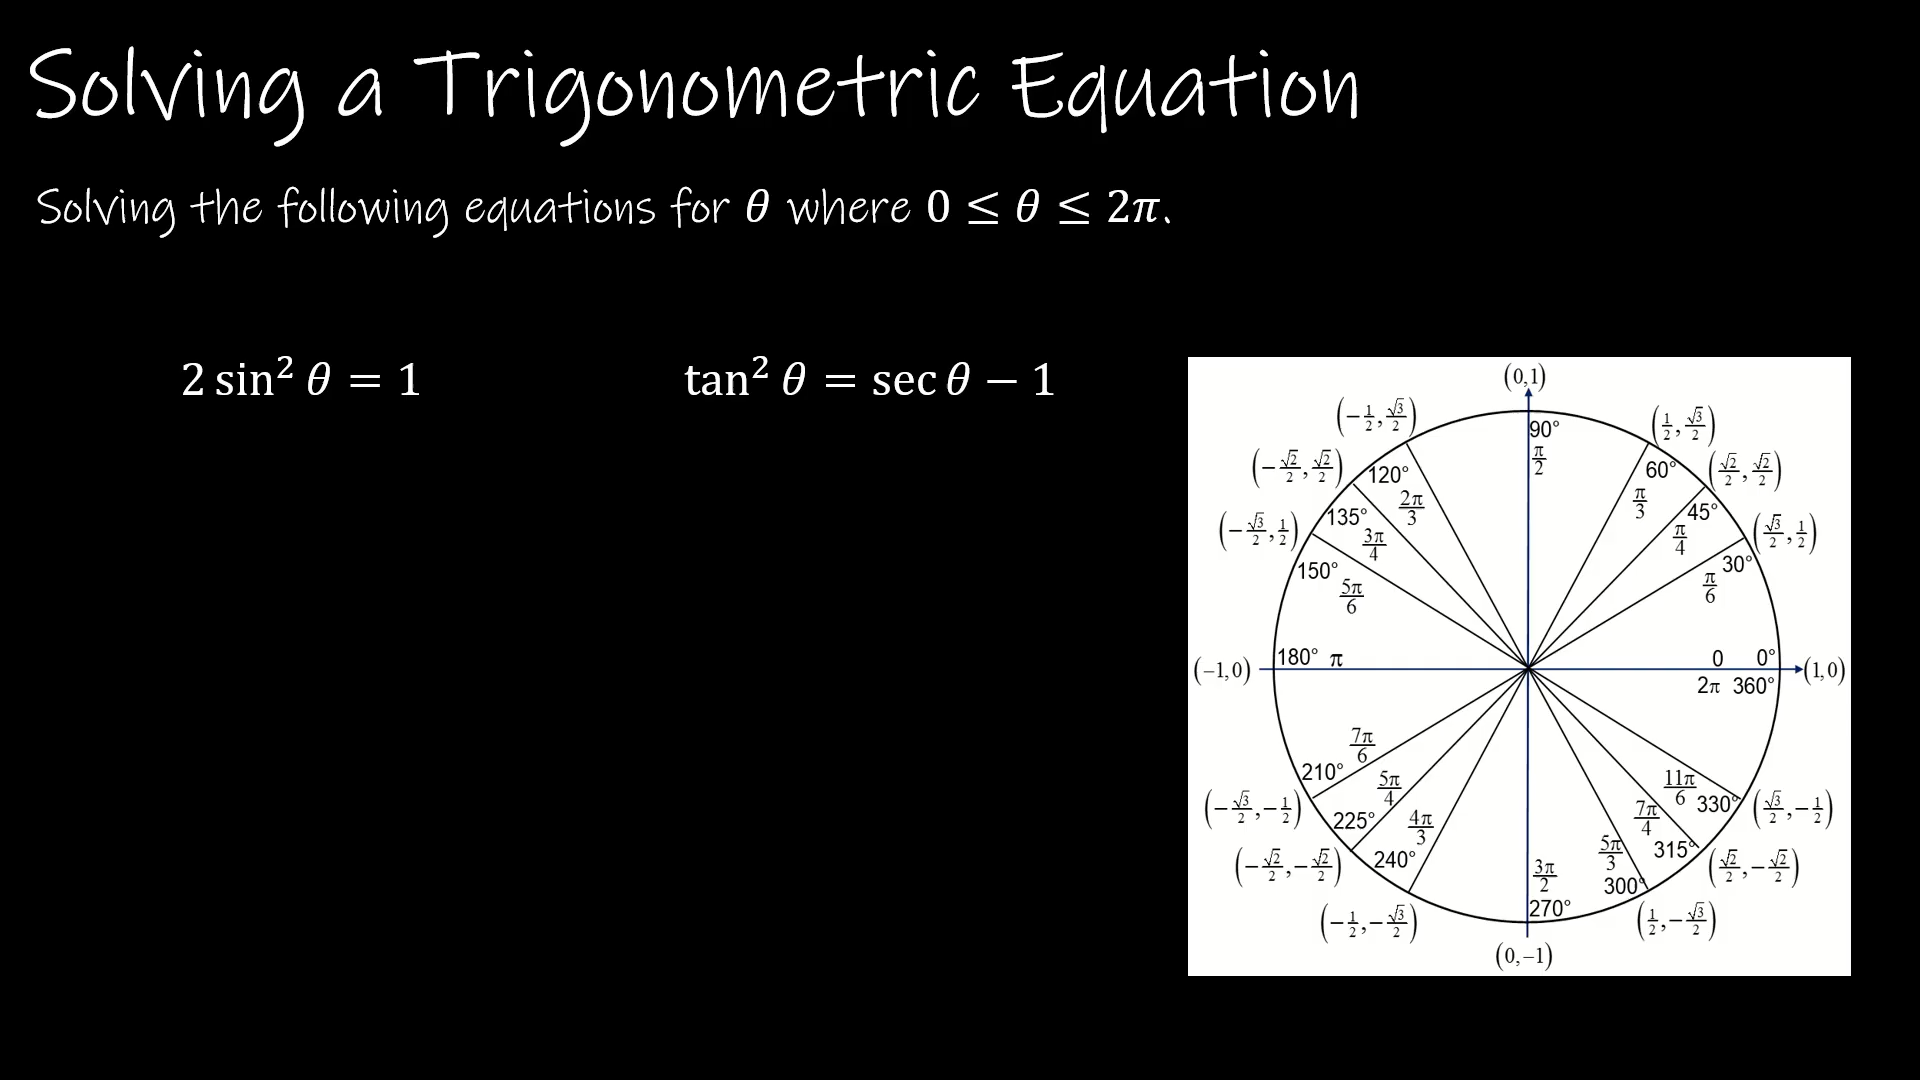 Solving a Trigonometric Equation
Solving the following equations for θ where 0 ≤ θ ≤ 2π.
2 sin² θ = 1
tan² θ = sec θ − 1
(0,1)
(−1/2, √3/2)
(1/2, √3/2)
90°
π/2
(−√2/2, √2/2)
120°
2π/3
60°
π/3
(√2/2, √2/2)
(−√3/2, 1/2)
135°
3π/4
45°
π/4
(√3/2, 1/2)
150°
5π/6
30°
π/6
(−1,0)
180° π
0 0°
2π 360°
(1,0)
7π/6
210°
(−√3/2, −1/2)
5π/4
225°
(−√2/2, −√2/2)
4π/3
240°
(−1/2, −√3/2)
3π/2
270°
(0,−1)
5π/3
300°
(1/2, −√3/2)
7π/4
315°
(√2/2, −√2/2)
11π/6
330°
(√3/2, −1/2)